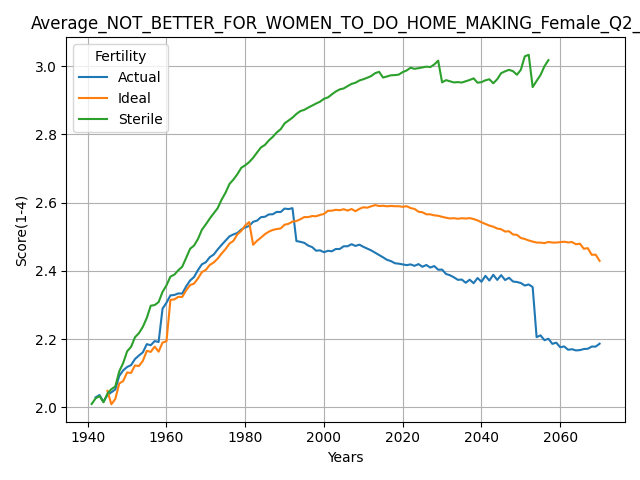 Average_NOT_BETTER_FOR_WOMEN_TO_DO_HOME_MAKING_Female_Q2_
Fertility
Actual
Ideal
Sterile
Score(1-4)
3.0
2.8
2.6
2.4
2.2
2.0
1940
1960
1980
2000
2020
2040
2060
Years